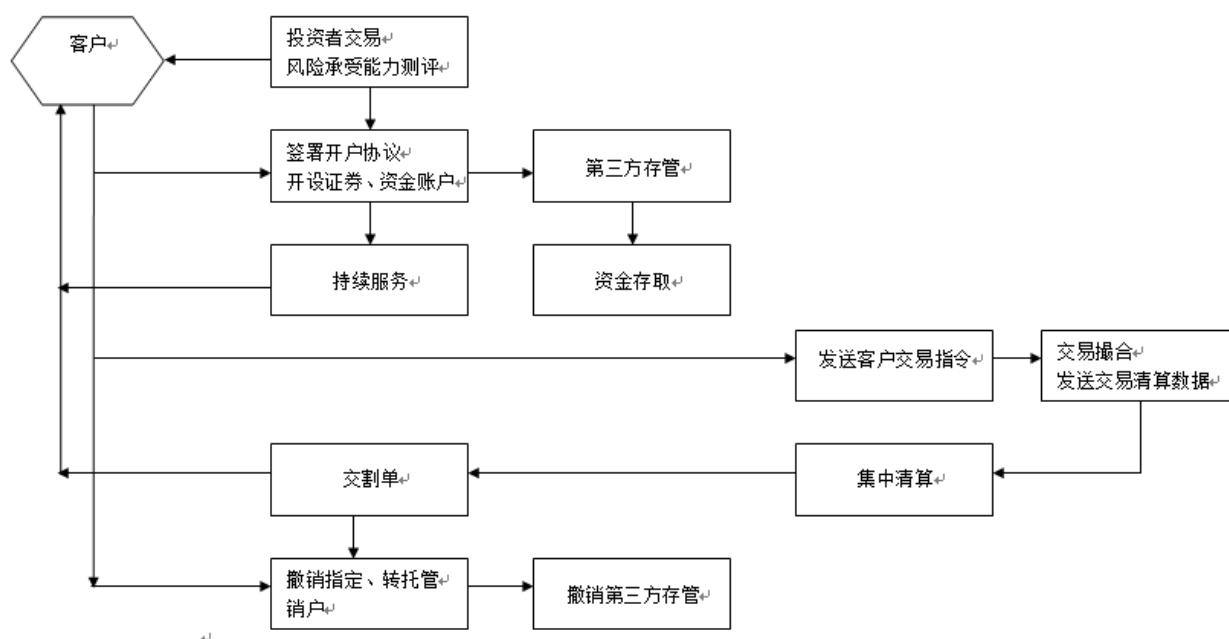 客户
投资者交易
风险承受能力测评
签署开户协议
开设证券、资金账户
第三方存管
持续服务
资金存取
发送客户交易指令
交易撮合
发送交易清算数据
交割单
集中清算
撤销指定、转托管
销户
撤销第三方存管